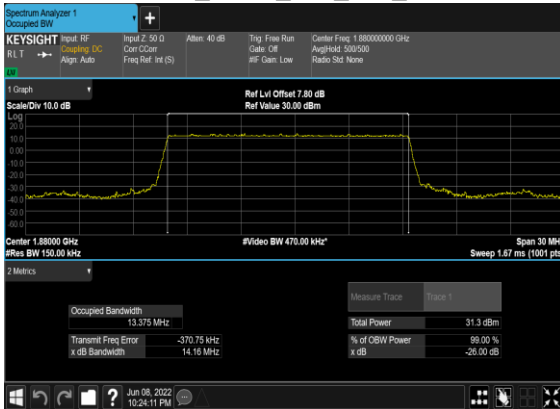 Spectrum Analyzer 1
Occupied BW
KEYSIGHT Input: RF Input Z: 50 Ω Atten: 40 dB Trig: Free Run Center Freq: 1.880000000 GHz
RLT Coupling: DC Corr CCorr Gate: Off Avg|Hold: 500/500
Align: Auto Freq Ref: Int (S) #IF Gain: Low Radio Std: None
1 Graph
Scale/Div 10.0 dB
Ref Lvl Offset 7.80 dB
Ref Value 30.00 dBm
Log
20.0
10.0
0.00
-10.0
-20.0
-30.0
-40.0
-50.0
-60.0
Center 1.88000 GHz #Video BW 470.00 kHz* Span 30 MH
#Res BW 150.00 kHz Sweep 1.67 ms (1001 pts
2 Metrics
Measure Trace Trace 1
Occupied Bandwidth
13.375 MHz Total Power 31.3 dBm
Transmit Freq Error -370.75 kHz % of OBW Power 99.00 %
x dB Bandwidth 14.16 MHz x dB -26.00 dB
? Jun 08, 2022
10:24:11 PM